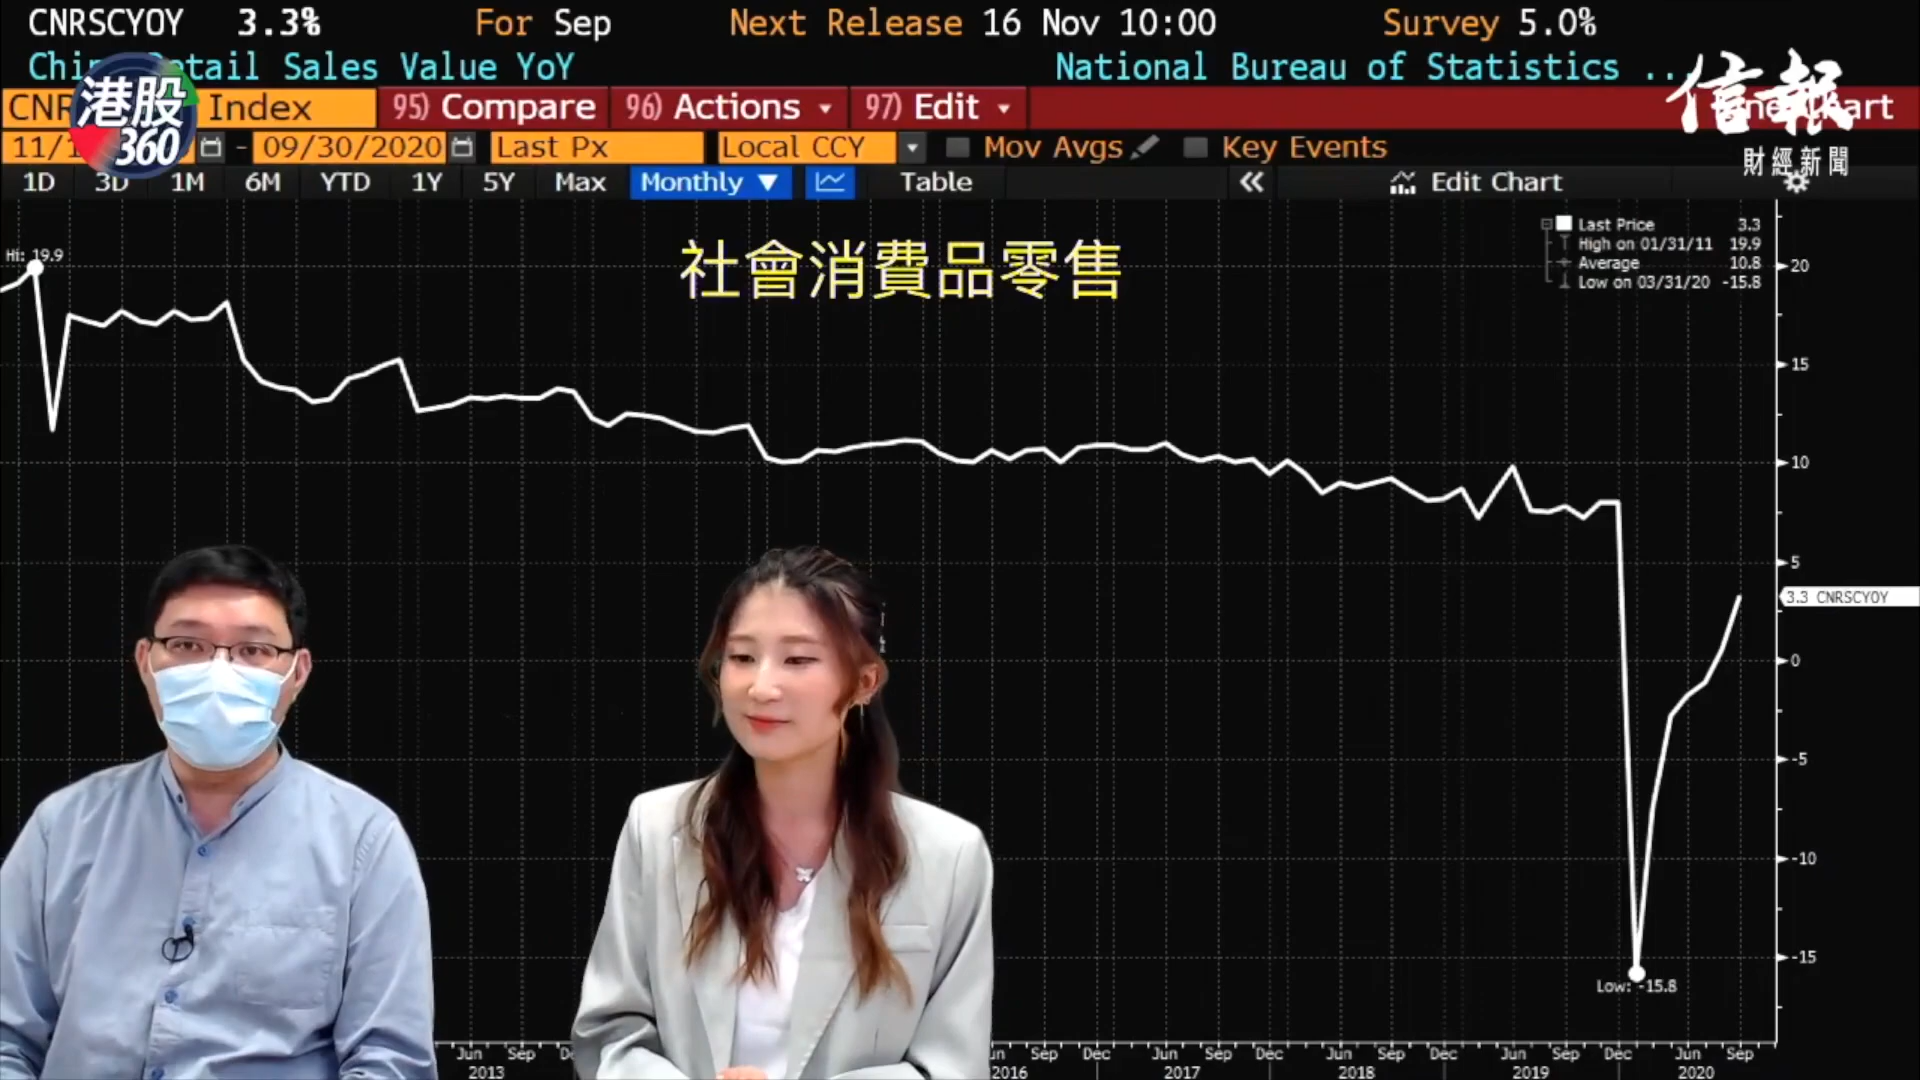 CNRSCYOY 3.3% For Sep Next Release 16 Nov 10:00 Survey 5.0%
Retail Sales Value YoY National Bureau of Statistics ...
港股
360
信報
財經新聞
CNR Index 95) Compare 96) Actions 97) Edit
11/1 - 09/30/2020 Last Px Local CCY Mov Avgs Key Events
1D 3D 1M 6M YTD 1Y 5Y Max Monthly Table « Edit Chart
社會消費品零售
Last Price 3.3
High on 01/31/11 19.9
Average 10.8
Low on 03/31/20 -15.8
Hi: 19.9
20
15
10
5
3.3 CNRSCYOY
0
-5
-10
-15
Low: -15.8
Jun Sep Sep Dec Jun Sep Dec Jun Sep Dec Jun Sep Dec Jun Sep
2013 2016 2017 2018 2019 2020